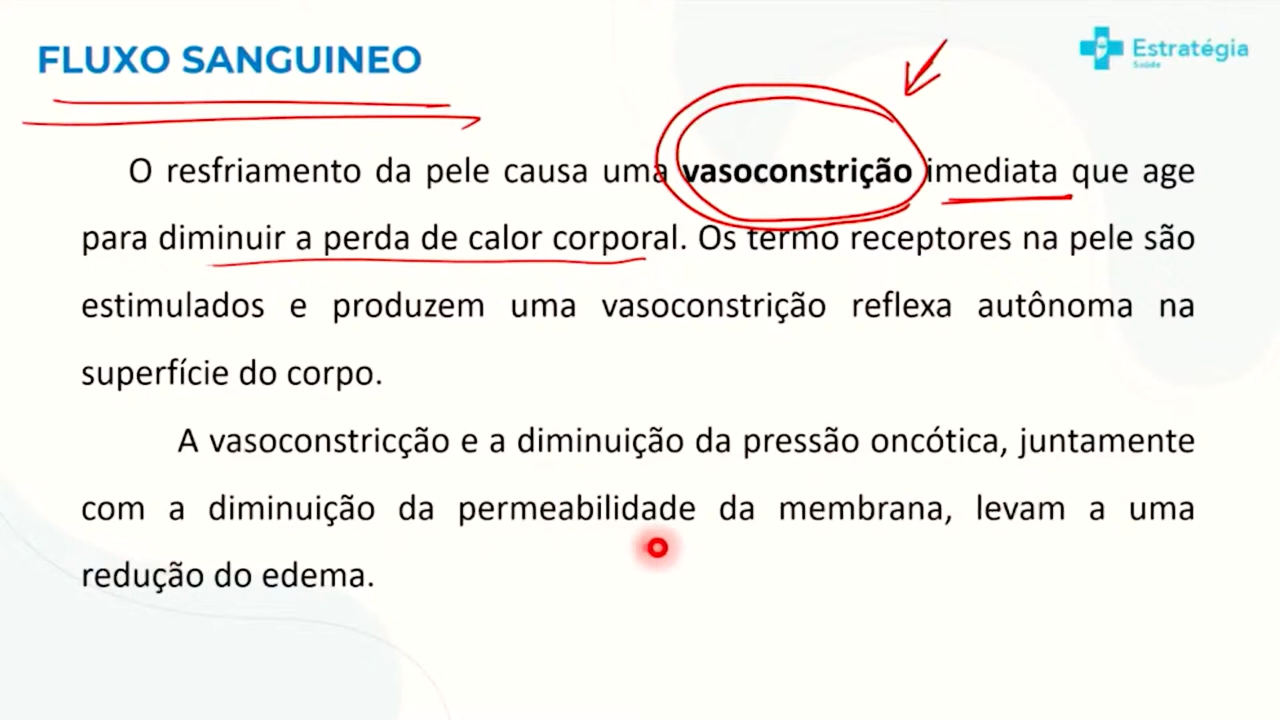 FLUXO SANGUINEO
Estratégia
Saúde
O resfriamento da pele causa uma vasoconstrição imediata que age
para diminuir a perda de calor corporal. Os termo receptores na pele são
estimulados e produzem uma vasoconstrição reflexa autônoma na
superfície do corpo.
A vasoconstricção e a diminuição da pressão oncótica, juntamente
com a diminuição da permeabilidade da membrana, levam a uma
redução do edema.